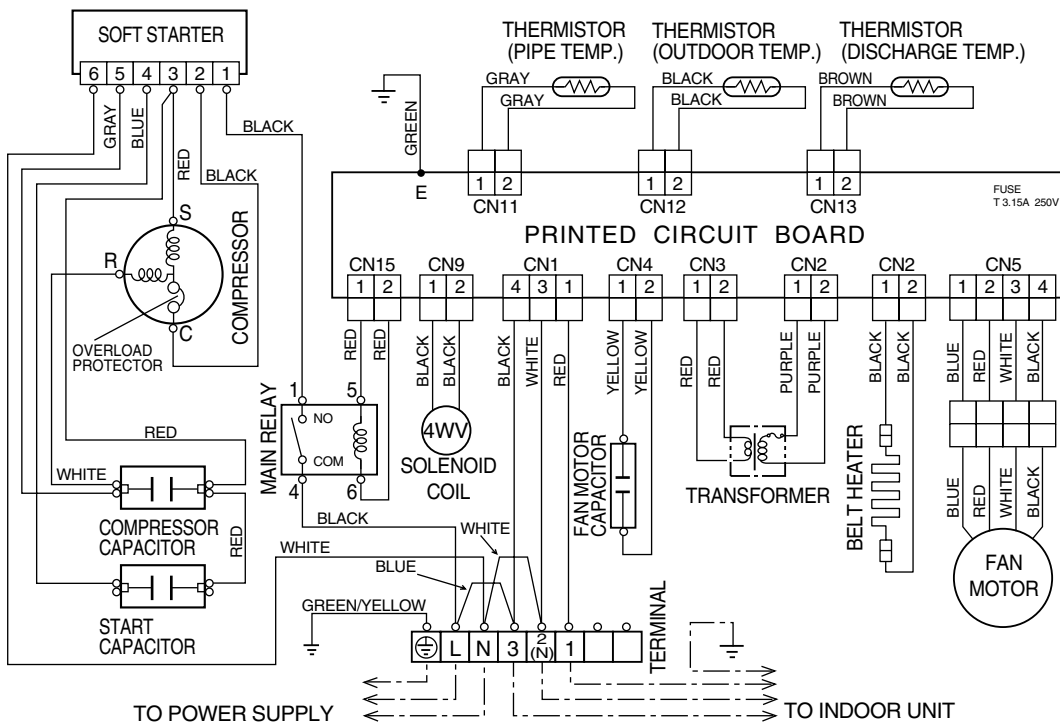 SOFT STARTER
6 5 4 3 2 1
GRAY
BLUE
RED
BLACK
BLACK
S
R
C
COMPRESSOR
OVERLOAD
PROTECTOR
RED
WHITE
COMPRESSOR
CAPACITOR
RED
START
CAPACITOR
THERMISTOR
(PIPE TEMP.)
THERMISTOR
(OUTDOOR TEMP.)
THERMISTOR
(DISCHARGE TEMP.)
GRAY
GRAY
BLACK
BLACK
BROWN
BROWN
GREEN
E
1 2
CN11
1 2
CN12
1 2
CN13
FUSE
T 3.15A 250V
PRINTED CIRCUIT BOARD
CN15
1 2
CN9
1 2
CN1
4 3 1
CN4
1 2
CN3
1 2
CN2
1 2
CN2
1 2
CN5
1 2 3 4
RED
RED
BLACK
BLACK
BLACK
WHITE
RED
YELLOW
YELLOW
RED
RED
PURPLE
PURPLE
BLACK
BLACK
BLUE
RED
WHITE
BLACK
MAIN RELAY
1
5
NO
COM
4
6
4WV
SOLENOID
COIL
FAN MOTOR
CAPACITOR
TRANSFORMER
BELT HEATER
BLUE
RED
WHITE
BLACK
FAN
MOTOR
BLACK
WHITE
WHITE
BLUE
GREEN/YELLOW
L N 3 2 (N) 1
TERMINAL
TO POWER SUPPLY
TO INDOOR UNIT